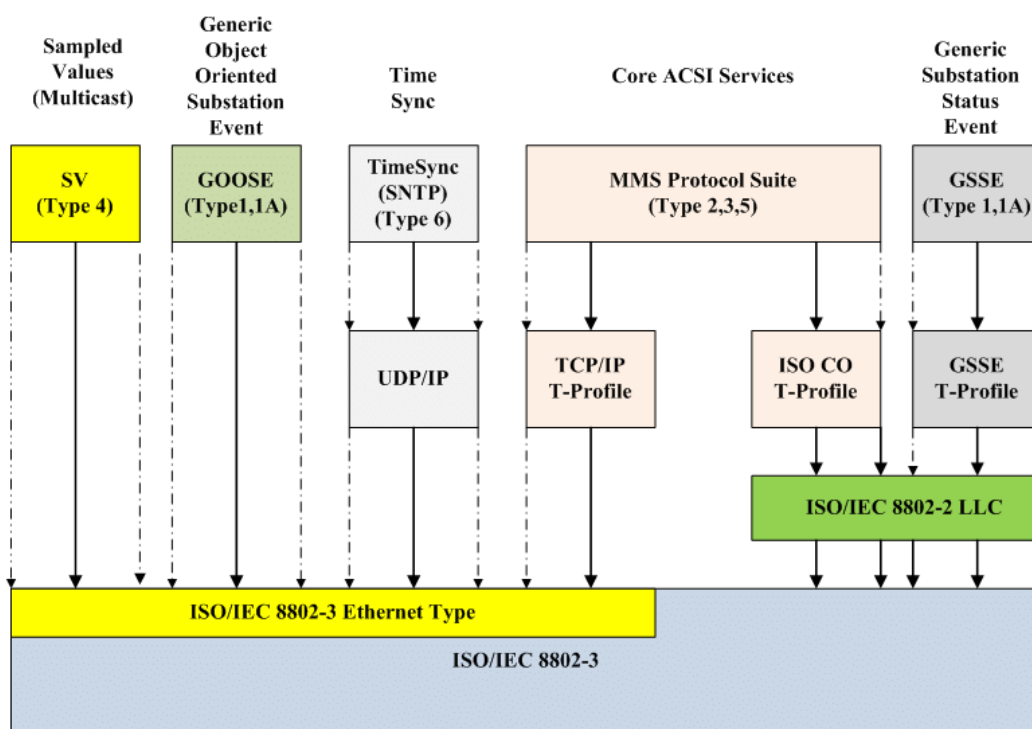 Sampled
Values
(Multicast)
Generic
Object
Oriented
Substation
Event
Time
Sync
Core ACSI Services
Generic
Substation
Status
Event
SV
(Type 4)
GOOSE
(Type1,1A)
TimeSync
(SNTP)
(Type 6)
MMS Protocol Suite
(Type 2,3,5)
GSSE
(Type 1,1A)
UDP/IP
TCP/IP
T-Profile
ISO CO
T-Profile
GSSE
T-Profile
ISO/IEC 8802-2 LLC
ISO/IEC 8802-3 Ethernet Type
ISO/IEC 8802-3